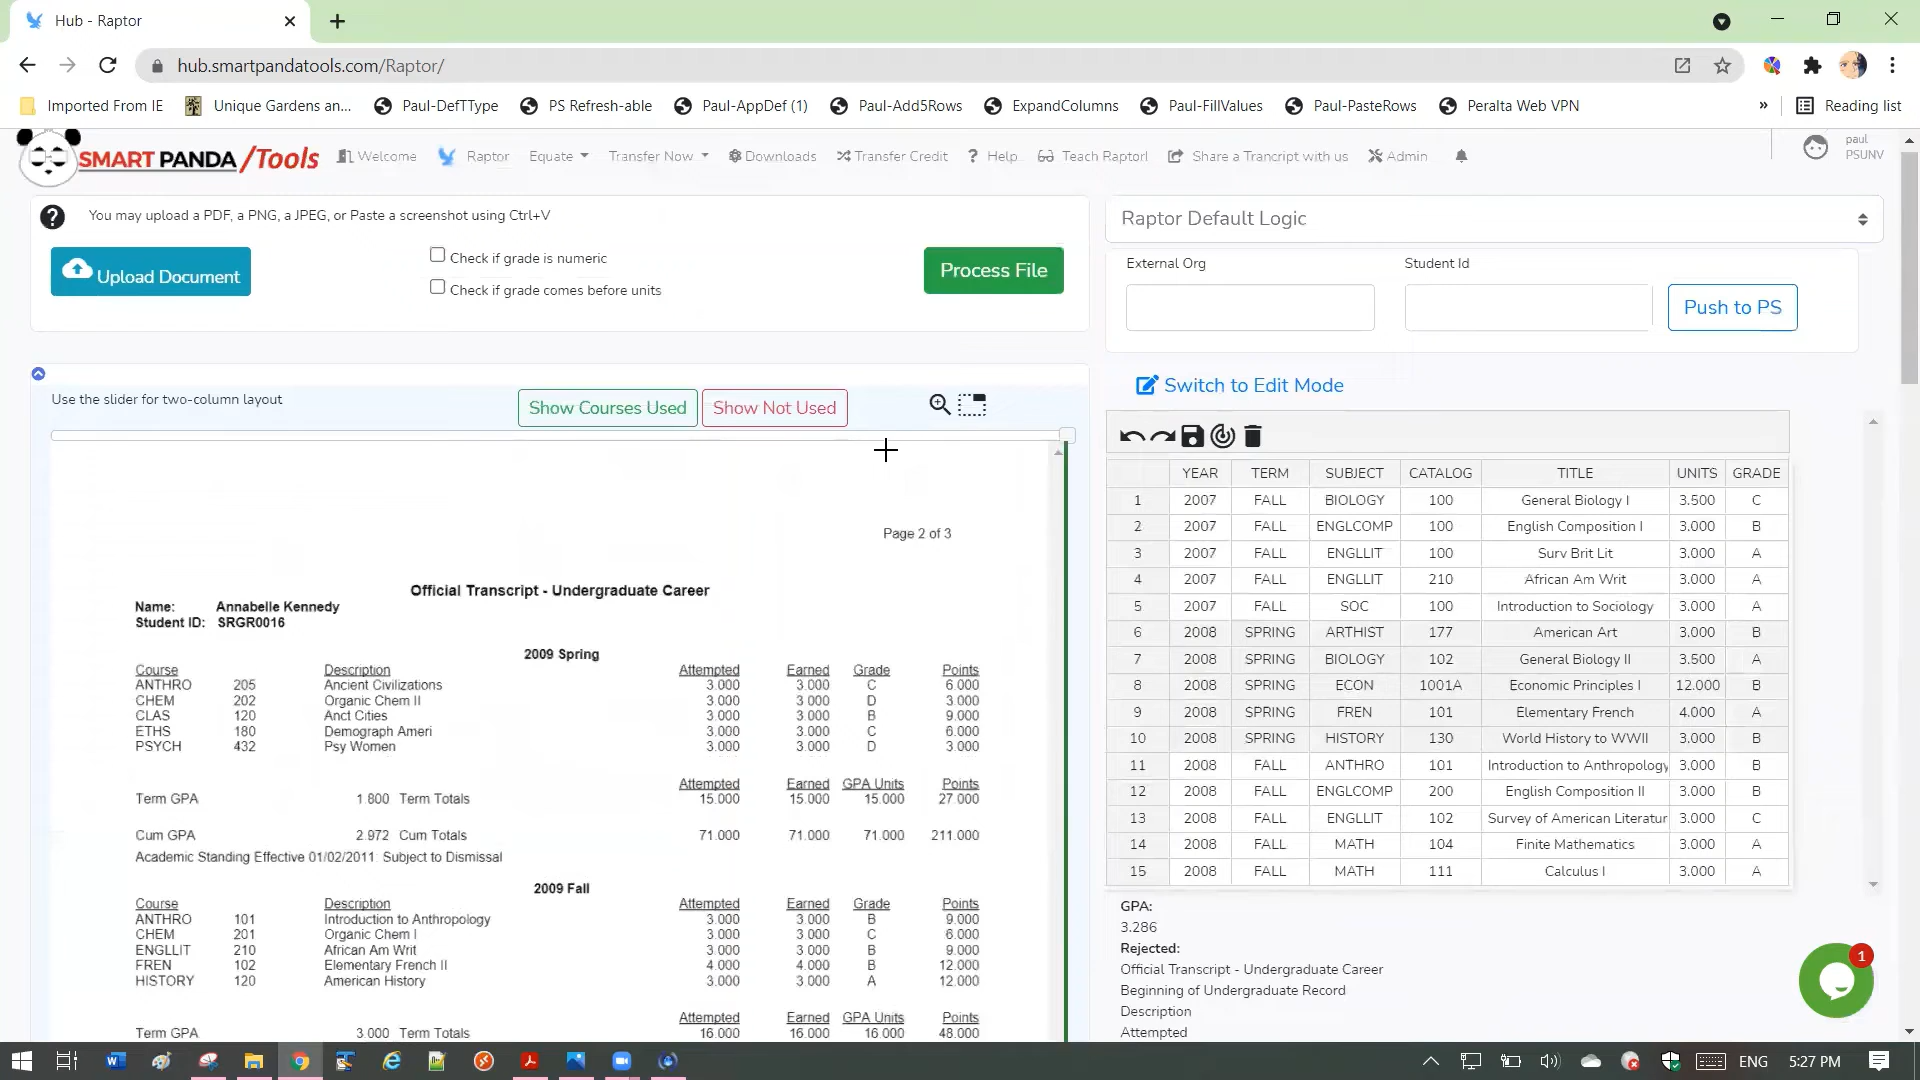 Hub - Raptor
hub.smartpandatools.com/Raptor/
Imported From IE Unique Gardens an... Paul-DefTType PS Refresh-able Paul-AppDef (1) Paul-Add5Rows ExpandColumns Paul-FillValues Paul-PasteRows Peralta Web VPN » Reading list
SMART PANDA/Tools Welcome Raptor Equate Transfer Now Downloads Transfer Credit ? Help Teach Raptor! Share a Trancript with us Admin
paul
PSUNV
You may upload a PDF, a PNG, a JPEG, or Paste a screenshot using Ctrl+V
Upload Document
Check if grade is numeric
Check if grade comes before units
Process File
Raptor Default Logic
External Org Student Id
Push to PS
Use the slider for two-column layout
Show Courses Used Show Not Used
Page 2 of 3
Official Transcript - Undergraduate Career
Name: Annabelle Kennedy
Student ID: SRGR0016
2009 Spring
Course Description Attempted Earned Grade Points
ANTHRO 205 Ancient Civilizations 3.000 3.000 C 6.000
CHEM 202 Organic Chem II 3.000 3.000 D 3.000
CLAS 120 Anct Cities 3.000 3.000 B 9.000
ETHS 180 Demograph Ameri 3.000 3.000 C 6.000
PSYCH 432 Psy Women 3.000 3.000 D 3.000
Attempted Earned GPA Units Points
Term GPA 1.800 Term Totals 15.000 15.000 15.000 27.000
Cum GPA 2.972 Cum Totals 71.000 71.000 71.000 211.000
Academic Standing Effective 01/02/2011 Subject to Dismissal
2009 Fall
Course Description Attempted Earned Grade Points
ANTHRO 101 Introduction to Anthropology 3.000 3.000 B 9.000
CHEM 201 Organic Chem I 3.000 3.000 C 6.000
ENGLLIT 210 African Am Writ 3.000 3.000 B 9.000
FREN 102 Elementary French II 4.000 4.000 B 12.000
HISTORY 120 American History 3.000 3.000 A 12.000
Attempted Earned GPA Units Points
Term GPA 3.000 Term Totals 16.000 16.000 16.000 48.000
Switch to Edit Mode
YEAR TERM SUBJECT CATALOG TITLE UNITS GRADE
1 2007 FALL BIOLOGY 100 General Biology I 3.500 C
2 2007 FALL ENGLCOMP 100 English Composition I 3.000 B
3 2007 FALL ENGLLIT 100 Surv Brit Lit 3.000 A
4 2007 FALL ENGLLIT 210 African Am Writ 3.000 A
5 2007 FALL SOC 100 Introduction to Sociology 3.000 A
6 2008 SPRING ARTHIST 177 American Art 3.000 B
7 2008 SPRING BIOLOGY 102 General Biology II 3.500 A
8 2008 SPRING ECON 1001A Economic Principles I 12.000 B
9 2008 SPRING FREN 101 Elementary French 4.000 A
10 2008 SPRING HISTORY 130 World History to WWII 3.000 B
11 2008 FALL ANTHRO 101 Introduction to Anthropology 3.000 B
12 2008 FALL ENGLCOMP 200 English Composition II 3.000 B
13 2008 FALL ENGLLIT 102 Survey of American Literatur 3.000 C
14 2008 FALL MATH 104 Finite Mathematics 3.000 A
15 2008 FALL MATH 111 Calculus I 3.000 A
GPA:
3.286
Rejected:
Official Transcript - Undergraduate Career
Beginning of Undergraduate Record
Description
Attempted
1
ENG 5:27 PM